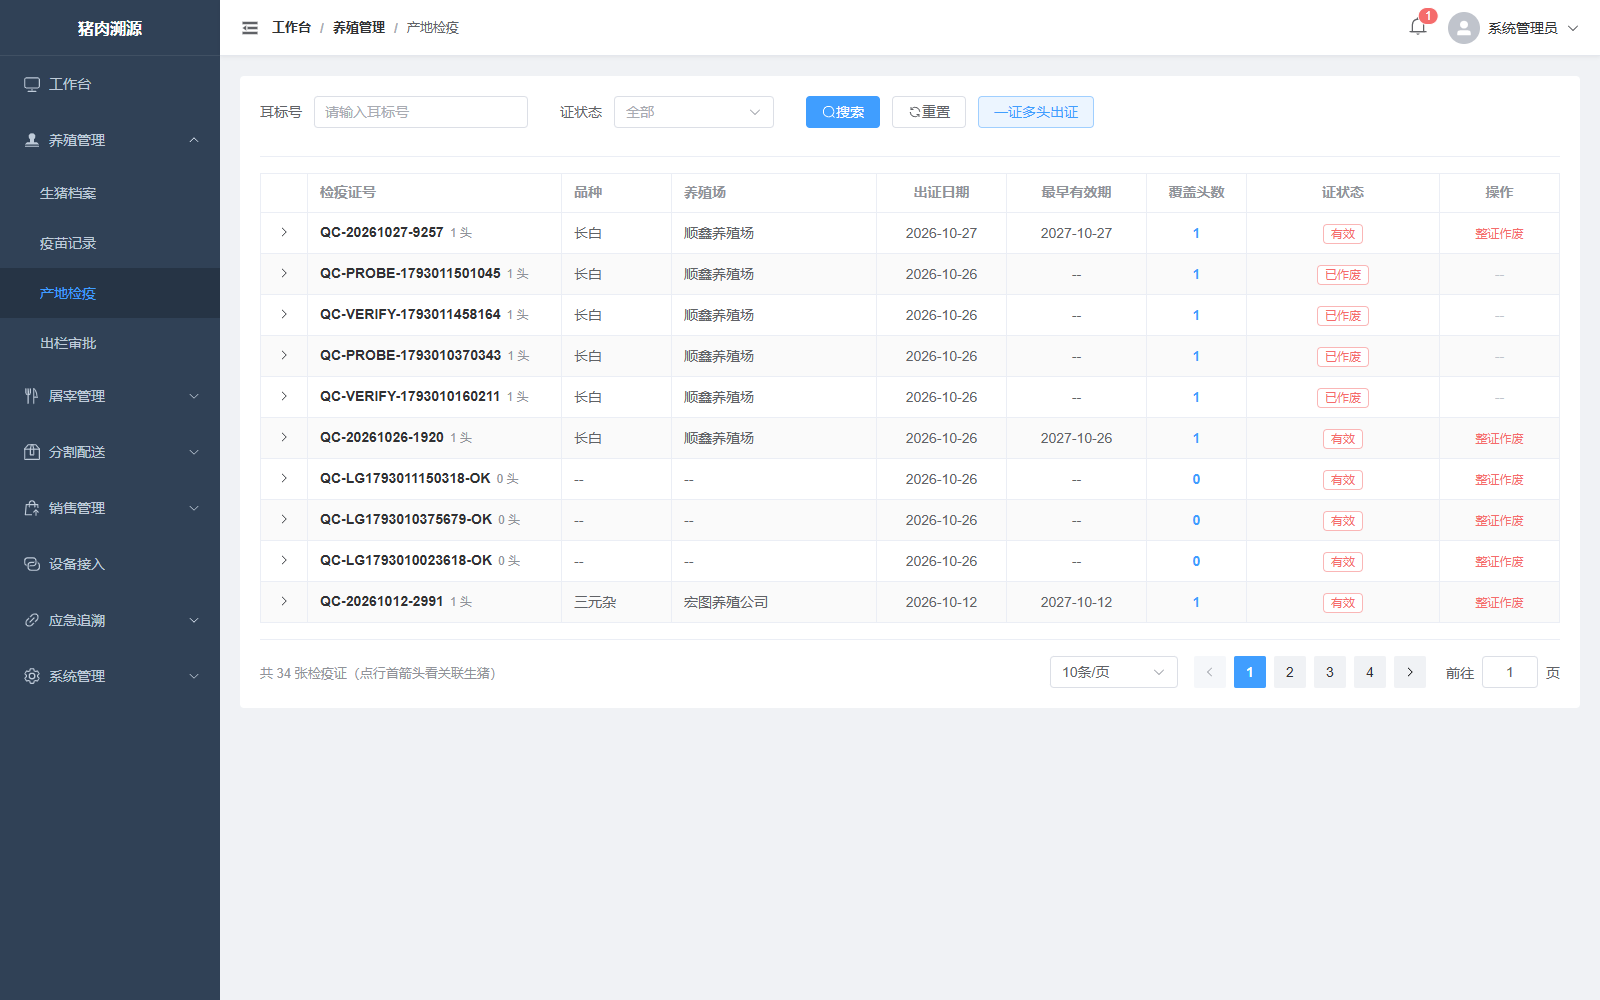 猪肉溯源
工作台
养殖管理
生猪档案
疫苗记录
产地检疫
出栏审批
屠宰管理
分割配送
销售管理
设备接入
应急追溯
系统管理
工作台 / 养殖管理 / 产地检疫
1
系统管理员
耳标号 请输入耳标号 证状态 全部 搜索 重置 一证多头出证
检疫证号 品种 养殖场 出证日期 最早有效期 覆盖头数 证状态 操作
QC-20261027-9257 1 头 长白 顺鑫养殖场 2026-10-27 2027-10-27 1 有效 整证作废
QC-PROBE-1793011501045 1 头 长白 顺鑫养殖场 2026-10-26 -- 1 已作废 --
QC-VERIFY-1793011458164 1 头 长白 顺鑫养殖场 2026-10-26 -- 1 已作废 --
QC-PROBE-1793010370343 1 头 长白 顺鑫养殖场 2026-10-26 -- 1 已作废 --
QC-VERIFY-1793010160211 1 头 长白 顺鑫养殖场 2026-10-26 -- 1 已作废 --
QC-20261026-1920 1 头 长白 顺鑫养殖场 2026-10-26 2027-10-26 1 有效 整证作废
QC-LG1793011150318-OK 0 头 -- -- 2026-10-26 -- 0 有效 整证作废
QC-LG1793010375679-OK 0 头 -- -- 2026-10-26 -- 0 有效 整证作废
QC-LG1793010023618-OK 0 头 -- -- 2026-10-26 -- 0 有效 整证作废
QC-20261012-2991 1 头 三元杂 宏图养殖公司 2026-10-12 2027-10-12 1 有效 整证作废
共 34 张检疫证（点行首箭头看关联生猪） 10条/页 1 2 3 4 前往 1 页